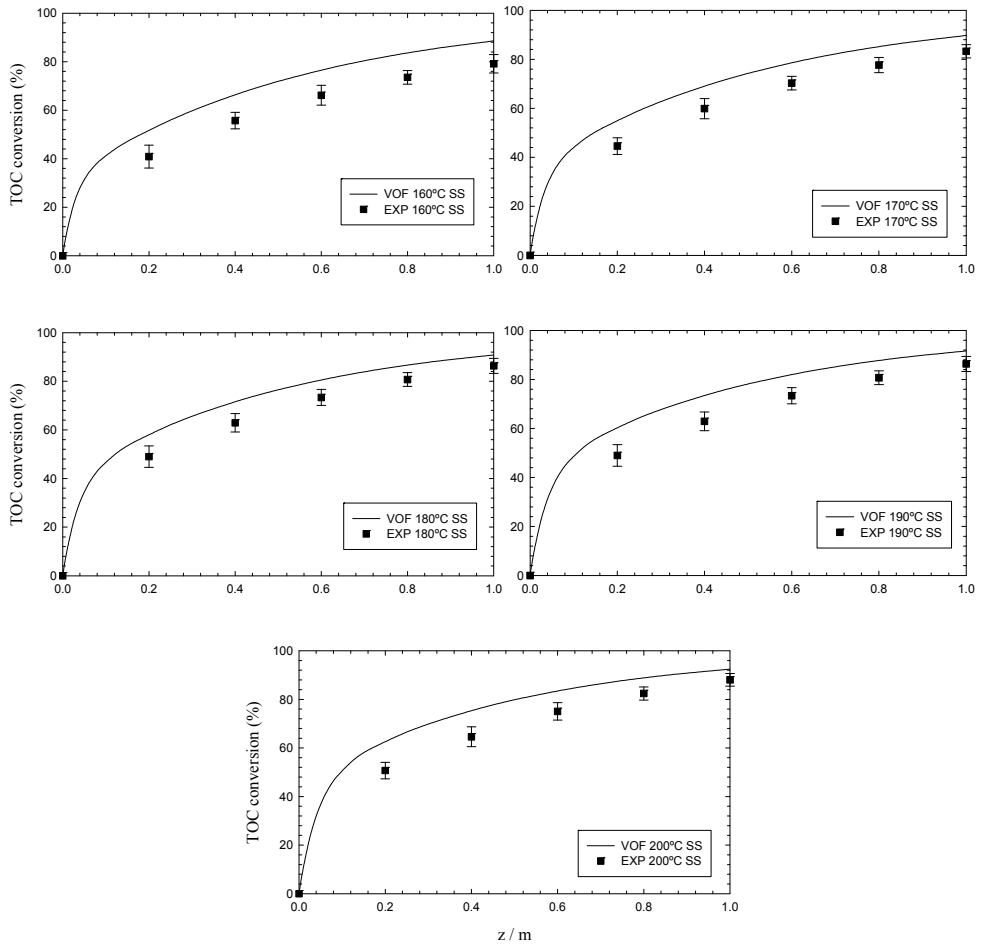 100
80
60
40
20
0
TOC conversion (%)
0.0 0.2 0.4 0.6 0.8 1.0
VOF 160ºC SS
EXP 160ºC SS
100
80
60
40
20
0
0.0 0.2 0.4 0.6 0.8 1.0
VOF 170ºC SS
EXP 170ºC SS
100
80
60
40
20
0
TOC conversion (%)
0.0 0.2 0.4 0.6 0.8 1.0
VOF 180ºC SS
EXP 180ºC SS
100
80
60
40
20
0
0.0 0.2 0.4 0.6 0.8 1.0
VOF 190ºC SS
EXP 190ºC SS
100
80
60
40
20
0
TOC conversion (%)
0.0 0.2 0.4 0.6 0.8 1.0
VOF 200ºC SS
EXP 200ºC SS
z / m